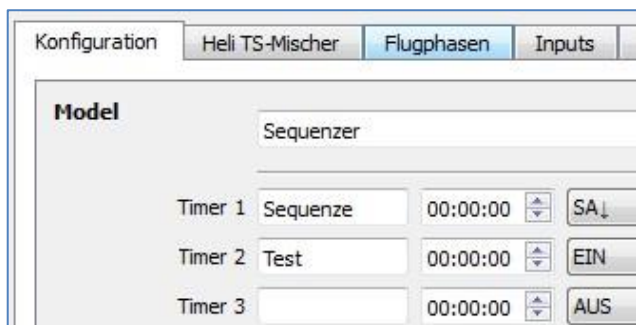 Konfiguration Heli TS-Mischer Flugphasen Inputs
Model
Sequenzer
Timer 1 Sequenze 00:00:00 SA↓
Timer 2 Test 00:00:00 EIN
Timer 3 00:00:00 AUS